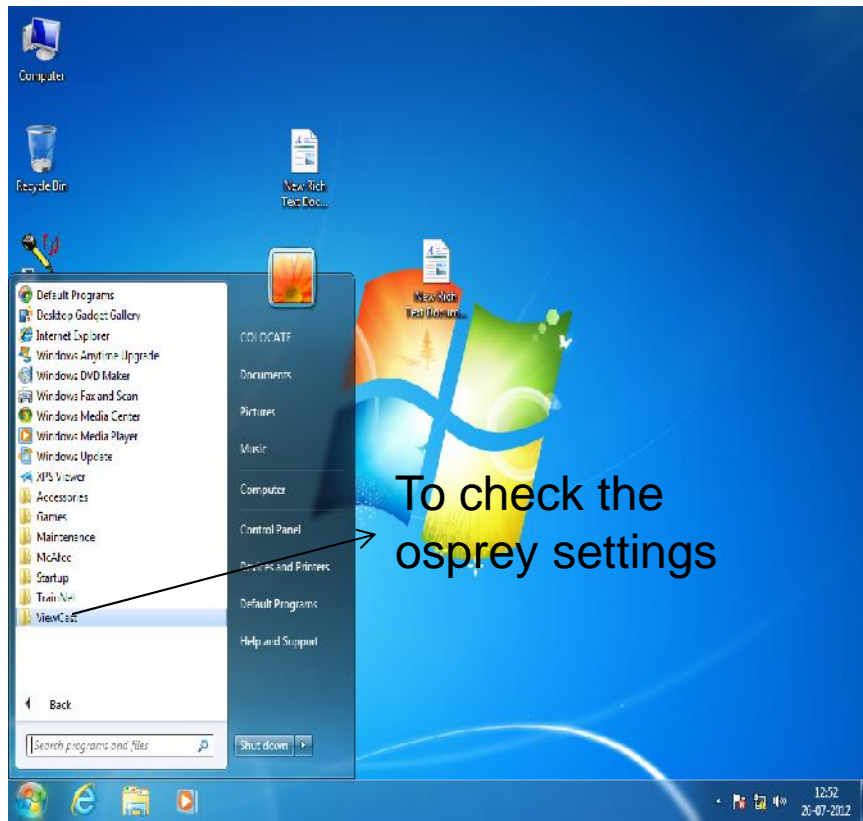 Computer
Recycle Bin
New Rich
Text Doc...
New Rich
Text Docum...
Default Programs
Desktop Gadget Gallery
Internet Explorer
Windows Anytime Upgrade
Windows DVD Maker
Windows Fax and Scan
Windows Media Center
Windows Media Player
Windows Update
XPS Viewer
Accessories
Games
Maintenance
McAfee
Startup
TrainNet
ViewCast
Back
Search programs and files
COLOCATE
Documents
Pictures
Music
Computer
Control Panel
Devices and Printers
Default Programs
Help and Support
Shut down
To check the
osprey settings
12:52
26-07-2012